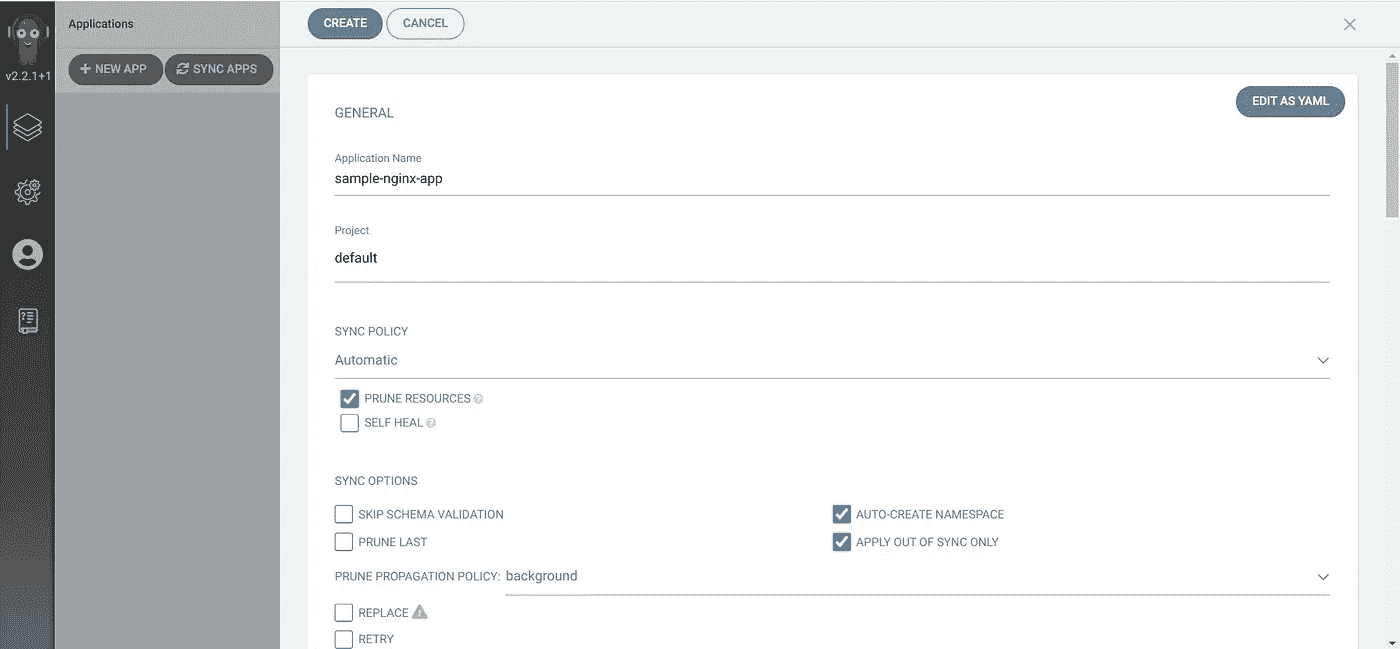 Applications
CREATE CANCEL
v2.2.1+1
NEW APP SYNC APPS
EDIT AS YAML
GENERAL
Application Name
sample-nginx-app
Project
default
SYNC POLICY
Automatic
PRUNE RESOURCES
SELF HEAL
SYNC OPTIONS
SKIP SCHEMA VALIDATION AUTO-CREATE NAMESPACE
PRUNE LAST APPLY OUT OF SYNC ONLY
PRUNE PROPAGATION POLICY: background
REPLACE
RETRY